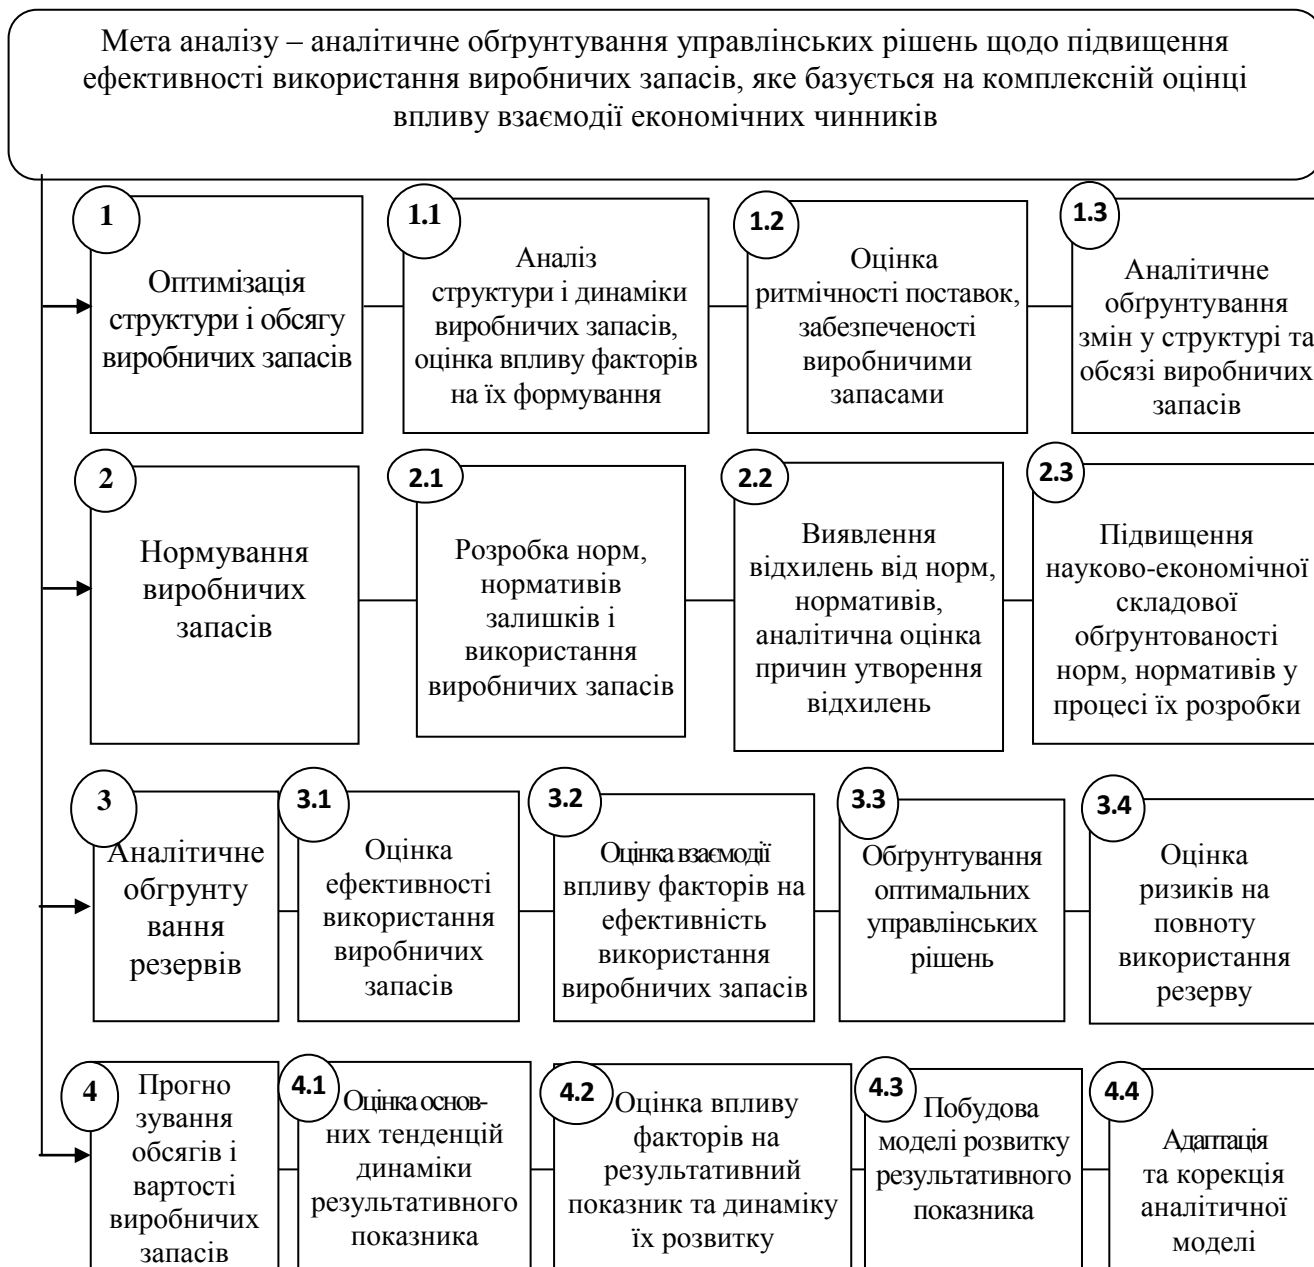 Мета аналізу – аналітичне обґрунтування управлінських рішень щодо підвищення
ефективності використання виробничих запасів, яке базується на комплексній оцінці
впливу взаємодії економічних чинників
1
Оптимізація
структури і обсягу
виробничих запасів
1.1
Аналіз
структури і динаміки
виробничих запасів,
оцінка впливу факторів
на їх формування
1.2
Оцінка
ритмічності поставок,
забезпеченості
виробничими
запасами
1.3
Аналітичне
обґрунтування
змін у структурі та
обсязі виробничих
запасів
2
Нормування
виробничих
запасів
2.1
Розробка норм,
нормативів
залишків і
використання
виробничих запасів
2.2
Виявлення
відхилень від норм,
нормативів,
аналітична оцінка
причин утворення
відхилень
2.3
Підвищення
науково-економічної
складової
обґрунтованості
норм, нормативів у
процесі їх розробки
3
Аналітичне
обгрунту
вання
резервів
3.1
Оцінка
ефективності
використання
виробничих
запасів
3.2
Оцінка взаємодії
впливу факторів на
ефективність
використання
виробничих запасів
3.3
Обґрунтування
оптимальних
управлінських
рішень
3.4
Оцінка
ризиків на
повноту
використання
резерву
4
Прогно
зування
обсягів і
вартості
виробничих
запасів
4.1
Оцінка основ-
них тенденцій
динаміки
результативного
показника
4.2
Оцінка впливу
факторів на
результативний
показник та динаміку
їх розвитку
4.3
Побудова
моделі розвитку
результативного
показника
4.4
Адаптація
та корекція
аналітичної
моделі